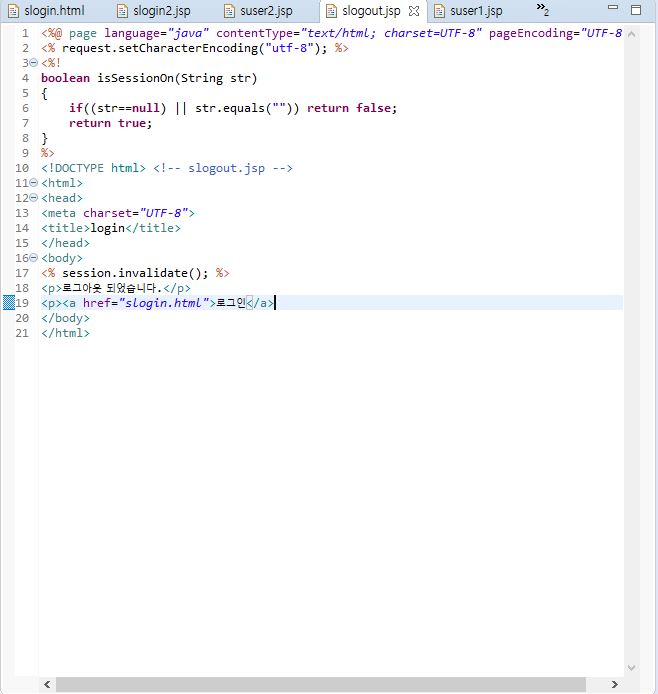 slogin.html slogin2.jsp suser2.jsp slogout.jsp suser1.jsp »2
1 <%@ page language="java" contentType="text/html; charset=UTF-8" pageEncoding="UTF-8
2 <% request.setCharacterEncoding("utf-8"); %>
3 <%!
4 boolean isSessionOn(String str)
5 {
6 if((str==null) || str.equals("")) return false;
7 return true;
8 }
9 %>
10 <!DOCTYPE html> <!-- slogout.jsp -->
11 <html>
12 <head>
13 <meta charset="UTF-8">
14 <title>login</title>
15 </head>
16 <body>
17 <% session.invalidate(); %>
18 <p>로그아웃 되었습니다.</p>
19 <p><a href="slogin.html">로그인</a>
20 </body>
21 </html>